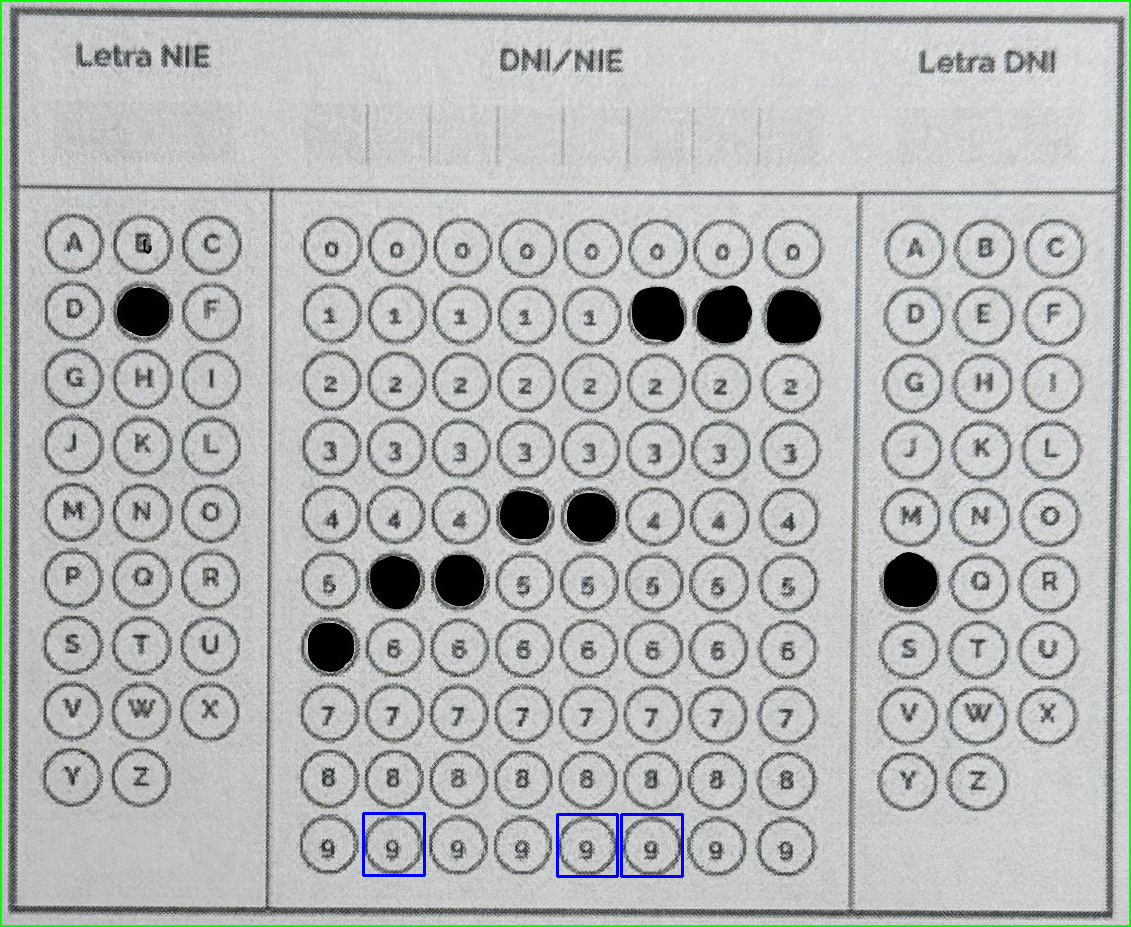 Letra NIE DNI/NIE Letra DNI
A B C 0 0 0 0 0 0 0 0 A B C
D F 1 1 1 1 1 D E F
G H I 2 2 2 2 2 2 2 2 G H I
J K L 3 3 3 3 3 3 3 3 J K L
M N O 4 4 4 4 4 4 M N O
P Q R 5 5 5 5 5 5 Q R
S T U 6 6 6 6 6 6 6 S T U
V W X 7 7 7 7 7 7 7 7 V W X
Y Z 8 8 8 8 8 8 8 8 Y Z
9 9 9 9 9 9 9 9